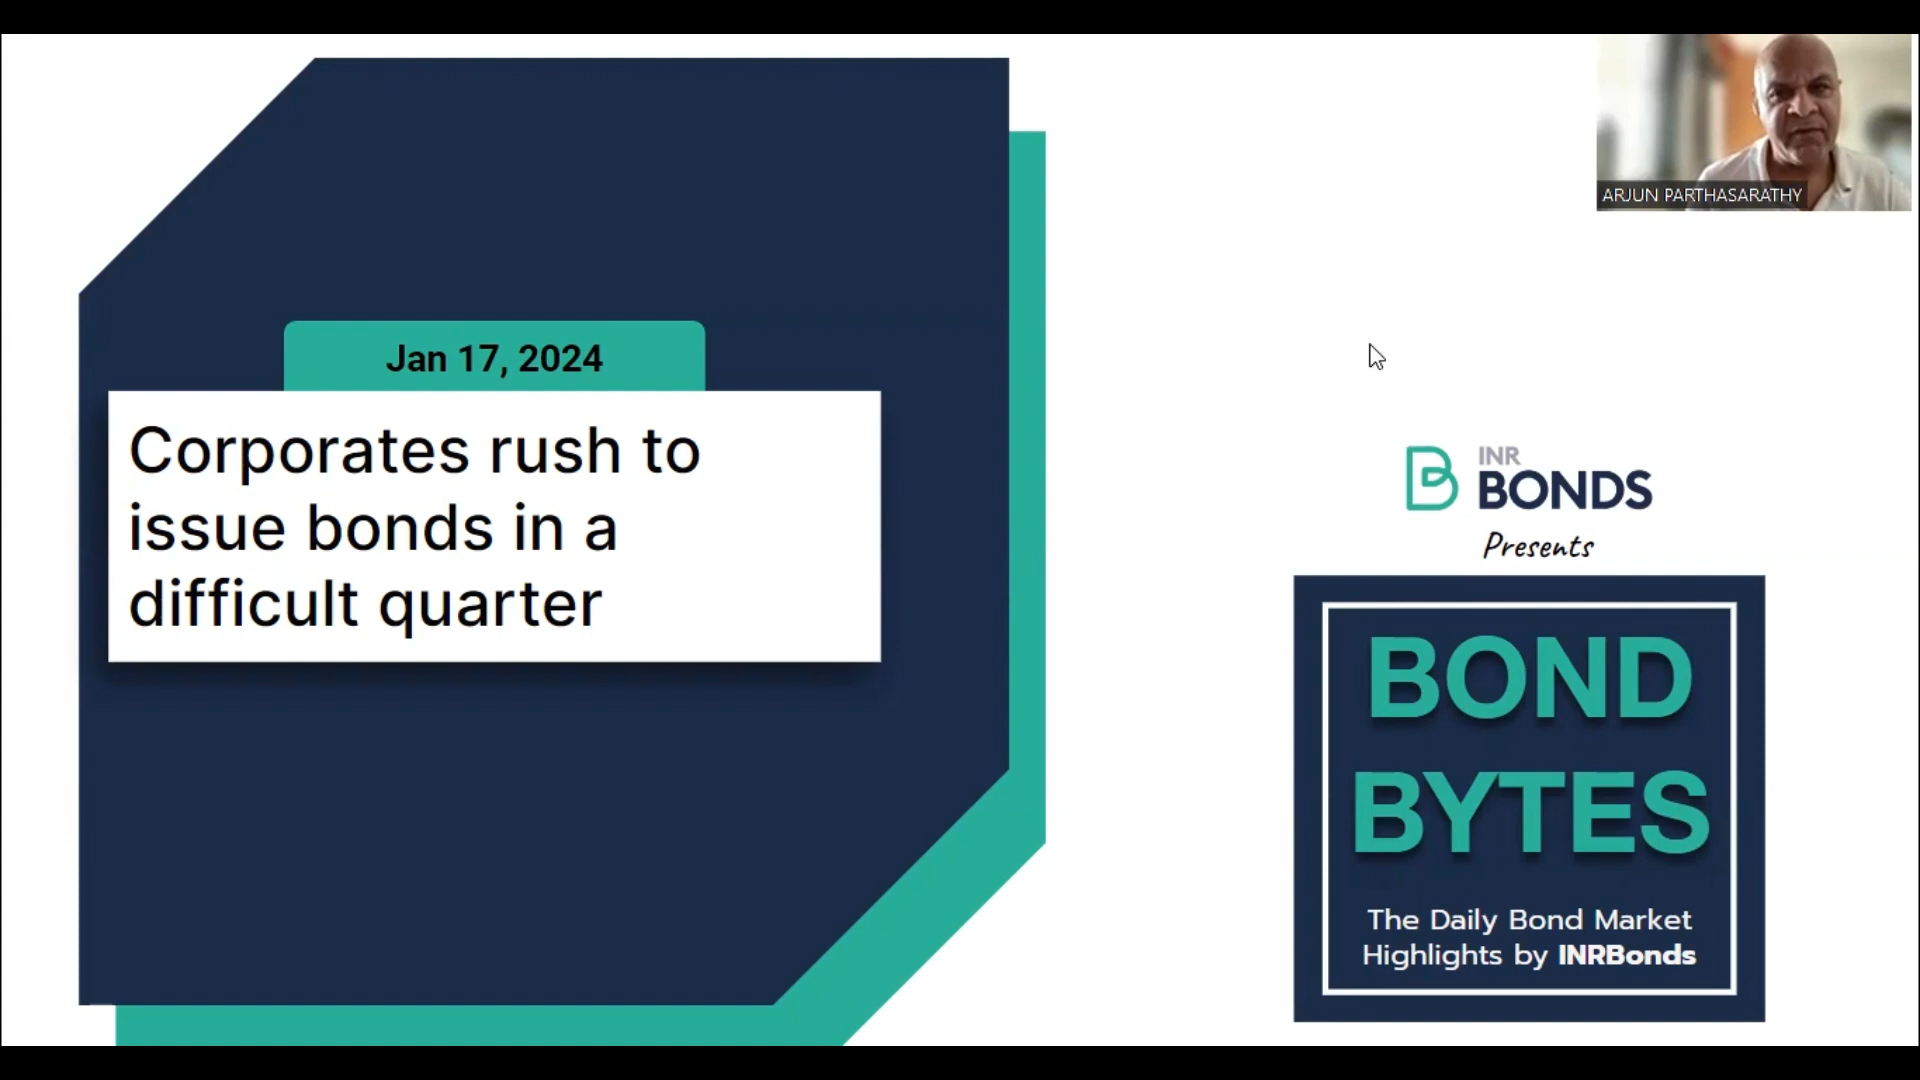 ARJUN PARTHASARATHY
Jan 17, 2024
Corporates rush to
issue bonds in a
difficult quarter
INR
BONDS
Presents
BOND
BYTES
The Daily Bond Market
Highlights by INRBonds